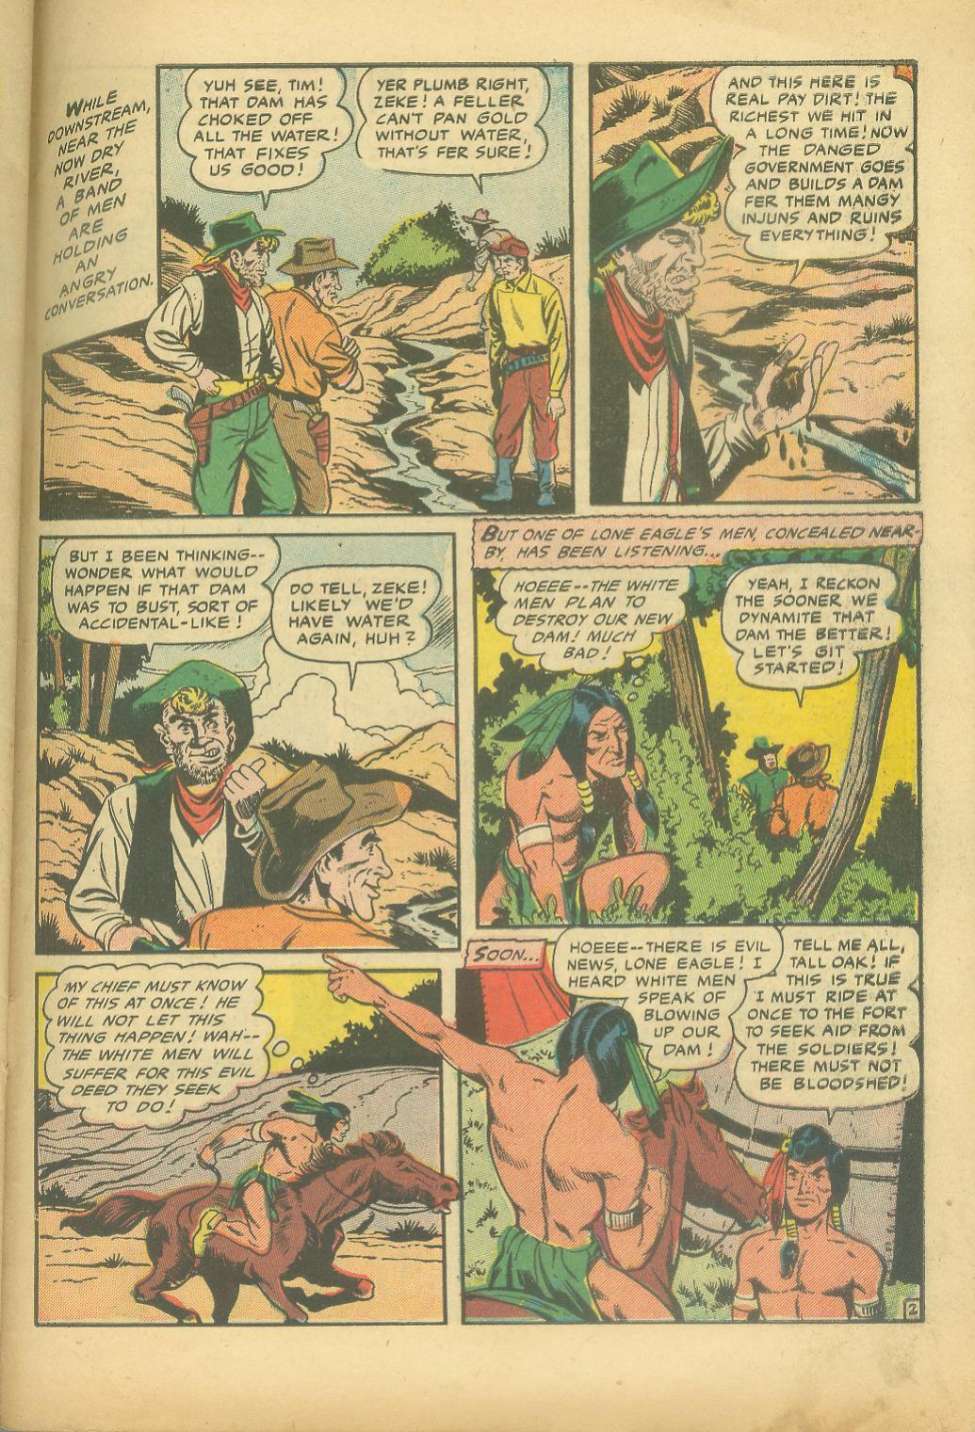 WHILE
DOWNSTREAM,
NEAR THE
NOW DRY
RIVER,
A BAND
OF MEN
ARE
HOLDING
AN
ANGRY
CONVERSATION.
YUH SEE, TIM!
THAT DAM HAS
CHOKED OFF
ALL THE WATER!
THAT FIXES
US GOOD!
YER PLUMB RIGHT,
ZEKE! A FELLER
CAN'T PAN GOLD
WITHOUT WATER,
THAT'S FER SURE!
AND THIS HERE IS
REAL PAY DIRT! THE
RICHEST WE HIT IN
A LONG TIME! NOW
THE DANGED
GOVERNMENT GOES
AND BUILDS A DAM
FER THEM MANGY
INJUNS AND RUINS
EVERYTHING!
BUT I BEEN THINKING--
WONDER WHAT WOULD
HAPPEN IF THAT DAM
WAS TO BUST, SORT OF
ACCIDENTAL-LIKE!
DO TELL, ZEKE!
LIKELY WE'D
HAVE WATER
AGAIN, HUH?
BUT ONE OF LONE EAGLE'S MEN, CONCEALED NEAR-
BY, HAS BEEN LISTENING...
HOEEE--THE WHITE
MEN PLAN TO
DESTROY OUR NEW
DAM! MUCH
BAD!
YEAH, I RECKON
THE SOONER WE
DYNAMITE THAT
DAM THE BETTER!
LET'S GIT
STARTED!
MY CHIEF MUST KNOW
OF THIS AT ONCE! HE
WILL NOT LET THIS
THING HAPPEN! WAH--
THE WHITE MEN WILL
SUFFER FOR THIS EVIL
DEED THEY SEEK
TO DO!
SOON...
HOEEE--THERE IS EVIL
NEWS, LONE EAGLE! I
HEARD WHITE MEN
SPEAK OF
BLOWING
UP OUR
DAM!
TELL ME ALL,
TALL OAK! IF
THIS IS TRUE
I MUST RIDE AT
ONCE TO THE FORT
TO SEEK AID FROM
THE SOLDIERS!
THERE MUST NOT
BE BLOODSHED!
2